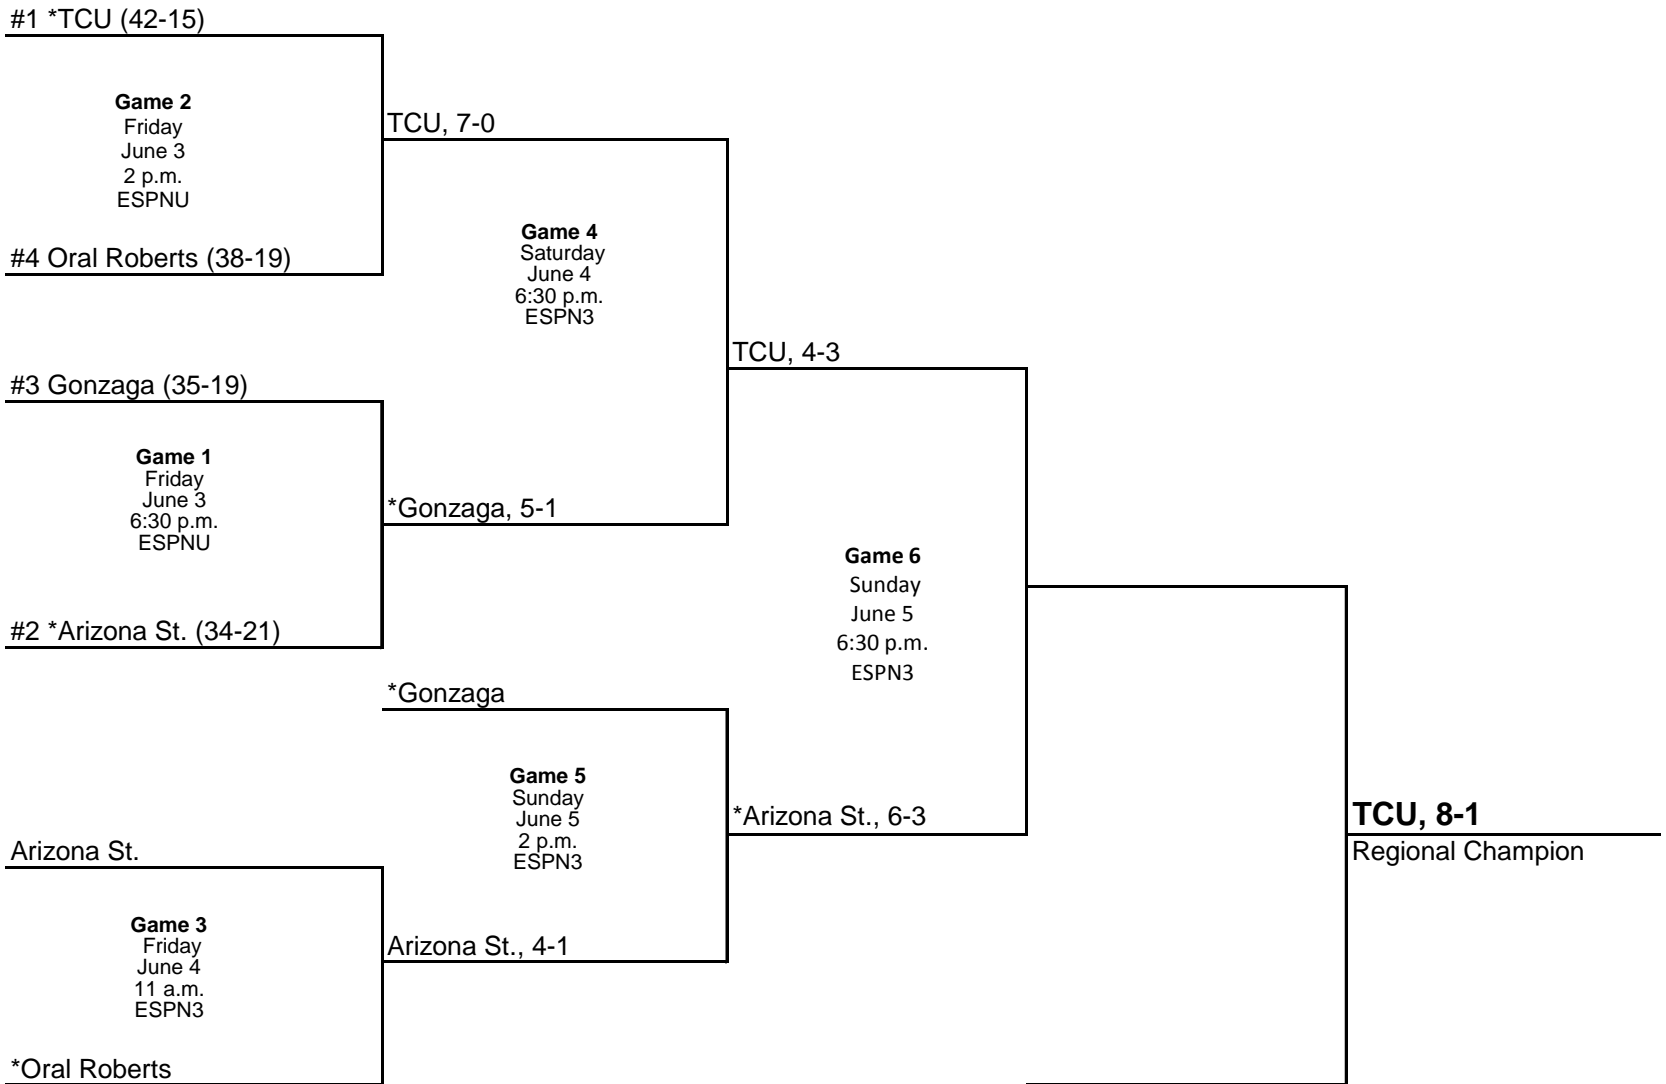 #1 *TCU (42-15)
Game 2
Friday
June 3
2 p.m.
ESPNU
#4 Oral Roberts (38-19)
TCU, 7-0
Game 4
Saturday
June 4
6:30 p.m.
ESPN3
#3 Gonzaga (35-19)
Game 1
Friday
June 3
6:30 p.m.
ESPNU
#2 *Arizona St. (34-21)
*Gonzaga, 5-1
TCU, 4-3
Game 6
Sunday
June 5
6:30 p.m.
ESPN3
*Gonzaga
Game 5
Sunday
June 5
2 p.m.
ESPN3
*Arizona St., 6-3
Arizona St.
Game 3
Friday
June 4
11 a.m.
ESPN3
*Oral Roberts
Arizona St., 4-1
TCU, 8-1
Regional Champion